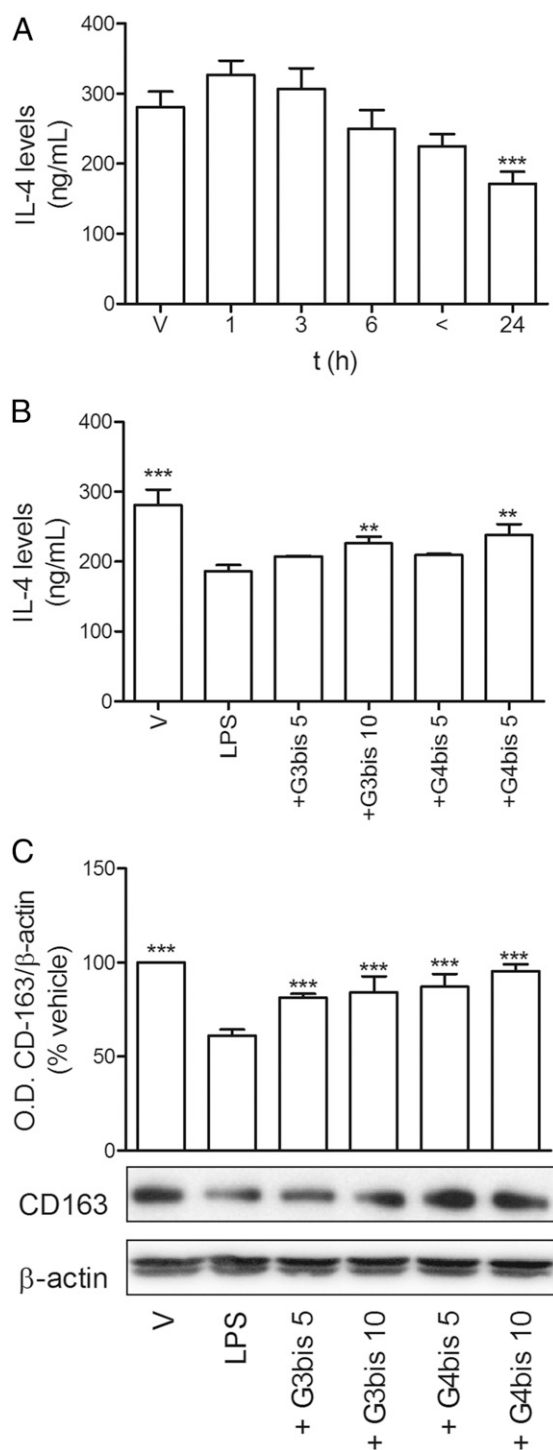 A
IL-4 levels
(ng/mL)
400
300
200
100
0
***
V 1 3 6 < 24
t (h)
B
IL-4 levels
(ng/mL)
400
300
200
100
0
*** ** **
V
LPS
+G3bis 5
+G3bis 10
+G4bis 5
+G4bis 5
C
O.D. CD-163/β-actin
(% vehicle)
150
100
50
0
*** *** *** *** ***
CD163
β-actin
V
LPS
+ G3bis 5
+ G3bis 10
+ G4bis 5
+ G4bis 10